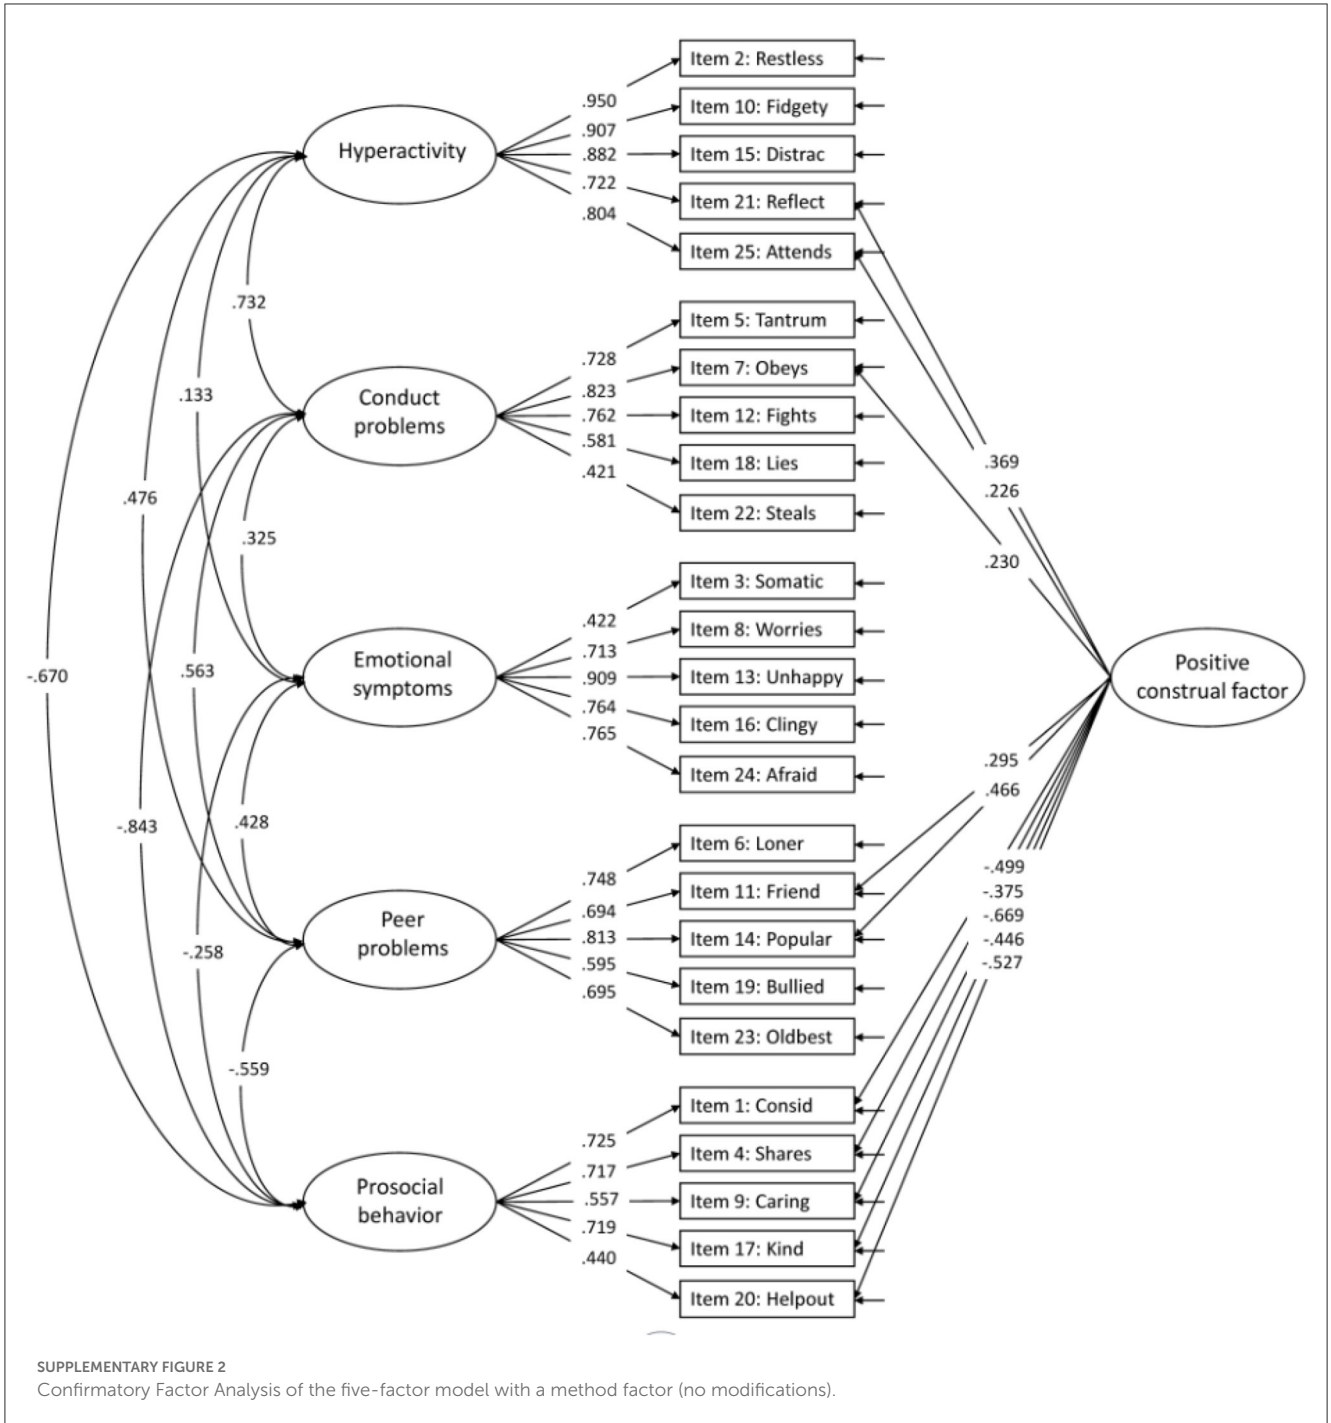 Item 2: Restless
.950
Item 10: Fidgety
.907
Hyperactivity
.882
Item 15: Distrac
.722
Item 21: Reflect
.804
Item 25: Attends
.732
Item 5: Tantrum
.728
Item 7: Obeys
.823
.133
Conduct
problems
.762
Item 12: Fights
.581
Item 18: Lies
.421
.369
.476
.226
Item 22: Steals
.325
.230
Item 3: Somatic
.422
Item 8: Worries
.713
-.670
.563
Emotional
symptoms
.909
Item 13: Unhappy
Positive
construal factor
.764
Item 16: Clingy
.765
.295
Item 24: Afraid
.466
-.843
.428
Item 6: Loner
-.499
.748
Item 11: Friend
-.375
.694
-.669
Peer
problems
.813
Item 14: Popular
-.446
-.258
.595
-.527
Item 19: Bullied
.695
Item 23: Oldbest
-.559
Item 1: Consid
.725
Item 4: Shares
.717
Prosocial
behavior
.557
Item 9: Caring
.719
Item 17: Kind
.440
Item 20: Helpout
SUPPLEMENTARY FIGURE 2
Confirmatory Factor Analysis of the five-factor model with a method factor (no modifications).